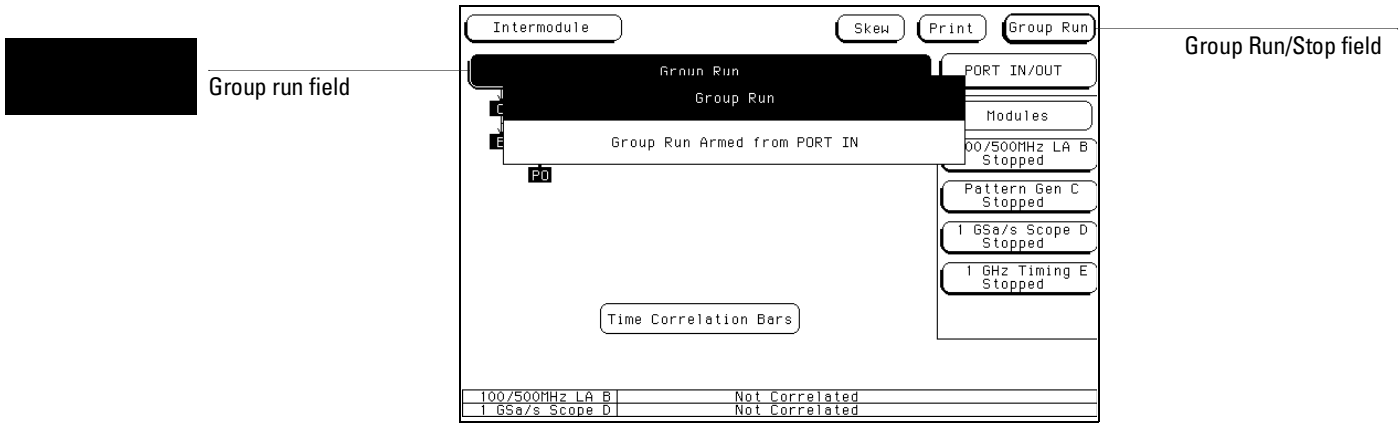 Intermodule
Skew
Print
Group Run
Group Run/Stop field
Group run field
Group Run
PORT IN/OUT
Group Run
Modules
Group Run Armed from PORT IN
00/500MHz LA B
Stopped
PO
Pattern Gen C
Stopped
1 GSa/s Scope D
Stopped
1 GHz Timing E
Stopped
Time Correlation Bars
100/500MHz LA B Not Correlated
1 GSa/s Scope D Not Correlated